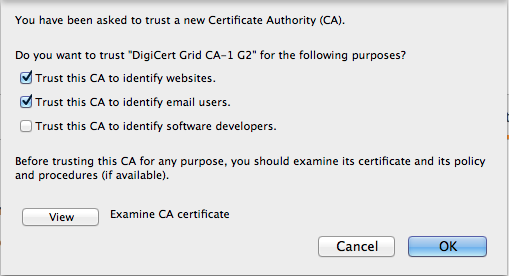 You have been asked to trust a new Certificate Authority (CA).
Do you want to trust "DigiCert Grid CA-1 G2" for the following purposes?
Trust this CA to identify websites.
Trust this CA to identify email users.
Trust this CA to identify software developers.
Before trusting this CA for any purpose, you should examine its certificate and its policy
and procedures (if available).
View Examine CA certificate
Cancel OK